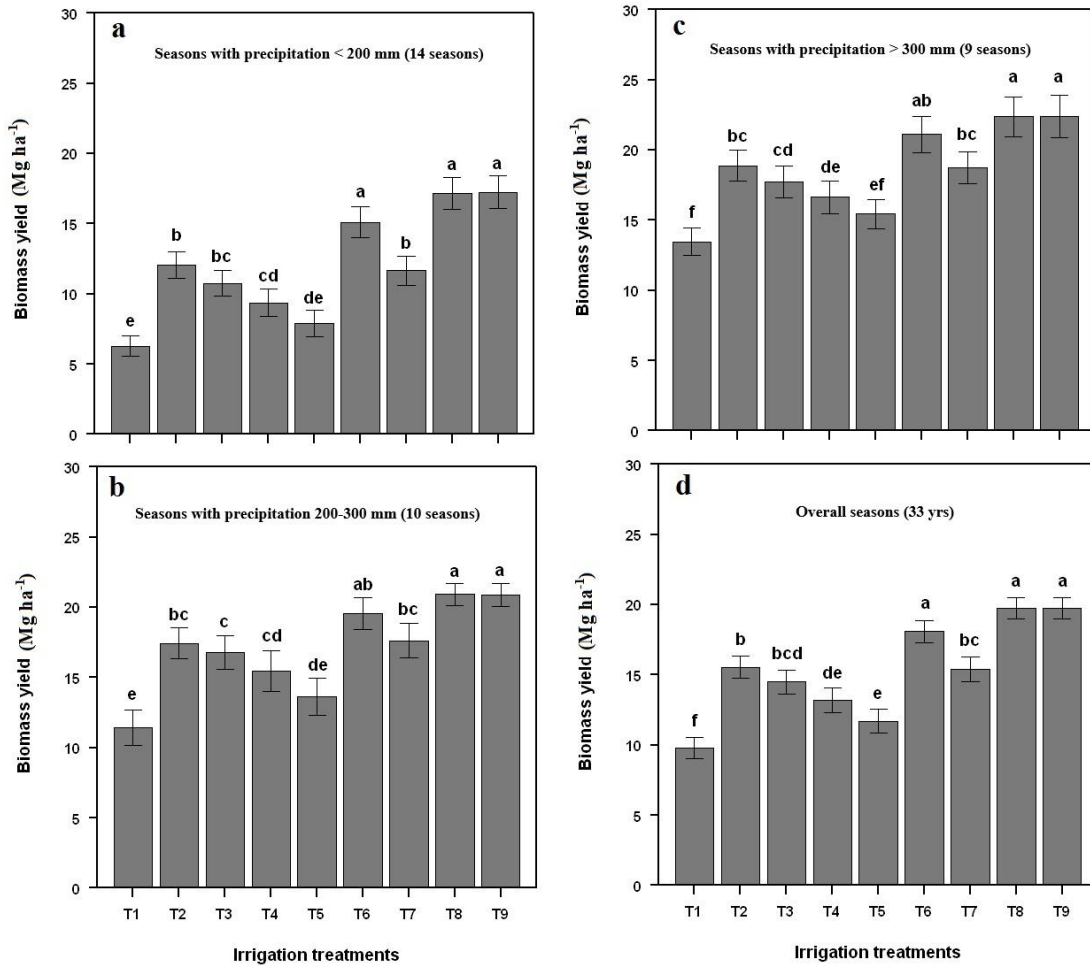 a
Seasons with precipitation < 200 mm (14 seasons)
Biomass yield (Mg ha⁻¹)
30
25
20
15
10
5
0
e
b
bc
cd
de
a
b
a
a
c
Seasons with precipitation > 300 mm (9 seasons)
Biomass yield (Mg ha⁻¹)
30
25
20
15
10
5
0
f
bc
cd
de
ef
ab
bc
a
a
b
Seasons with precipitation 200-300 mm (10 seasons)
Biomass yield (Mg ha⁻¹)
30
25
20
15
10
5
0
e
bc
c
cd
de
ab
bc
a
a
T1 T2 T3 T4 T5 T6 T7 T8 T9
Irrigation treatments
d
Overall seasons (33 yrs)
Biomass yield (Mg ha⁻¹)
30
25
20
15
10
5
0
f
b
bcd
de
e
a
bc
a
a
T1 T2 T3 T4 T5 T6 T7 T8 T9
Irrigation treatments